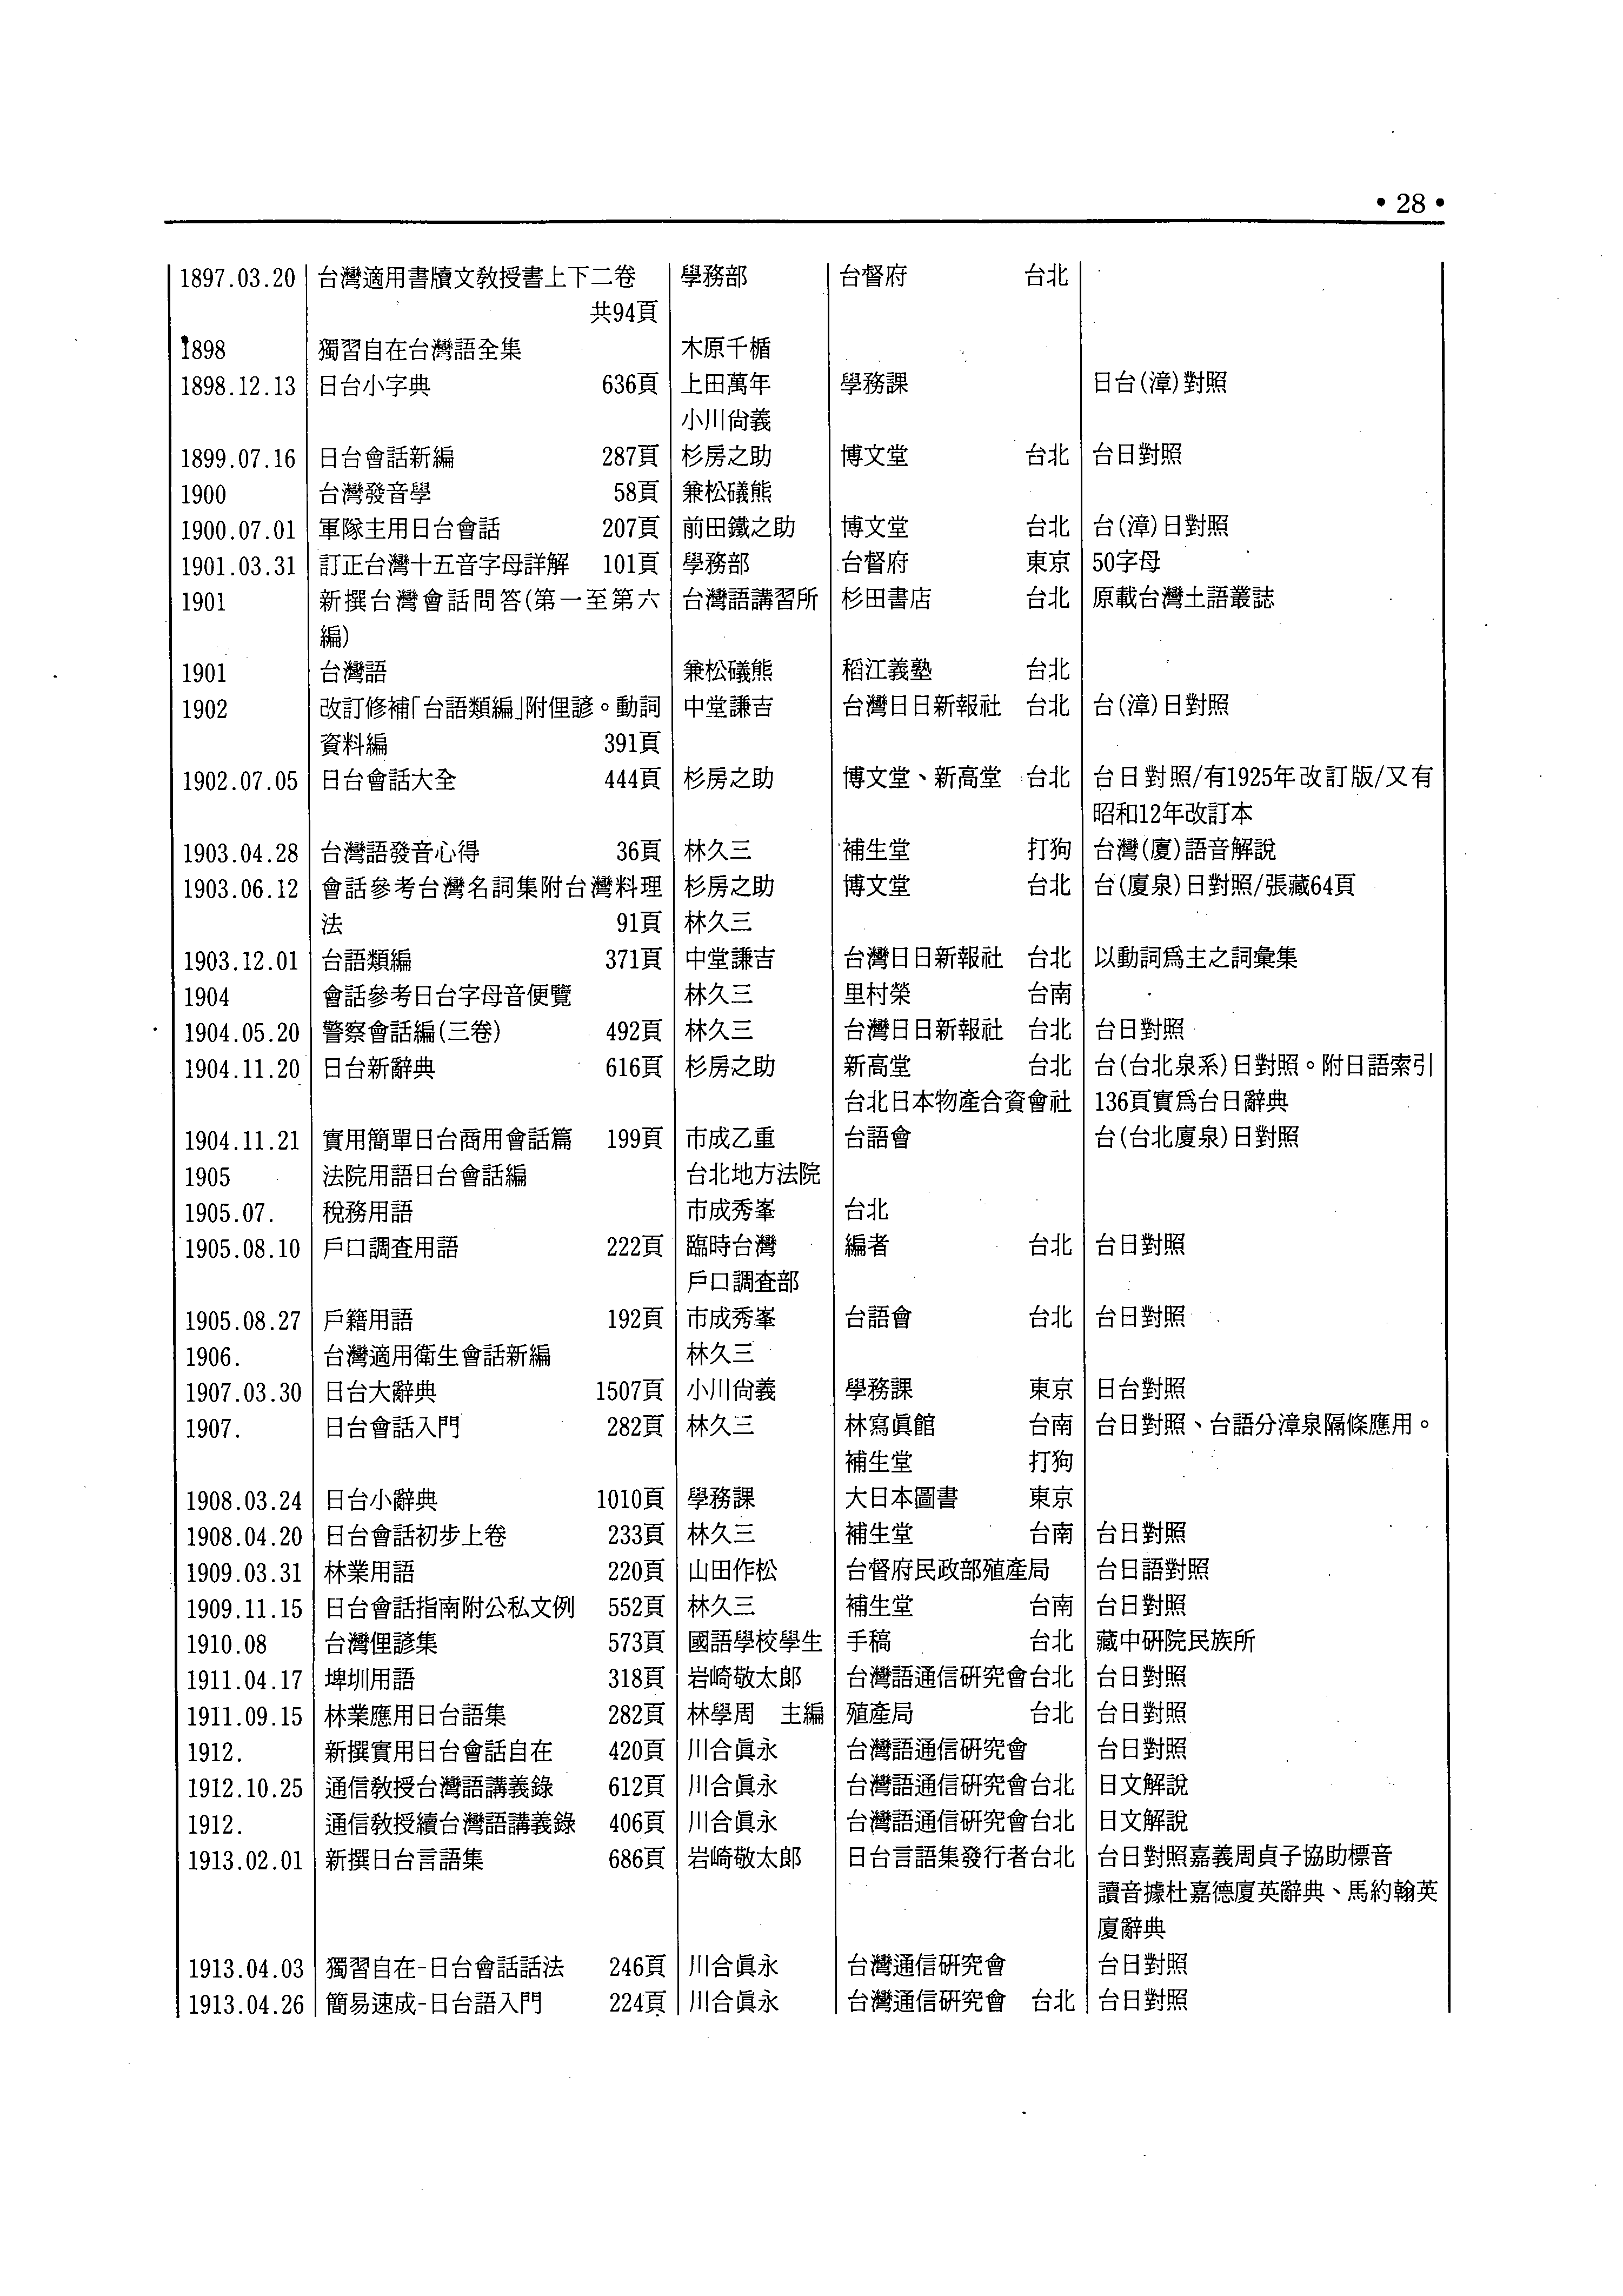 • 28 •
1897.03.20 台灣適用書牘文教授書上下二卷 學務部 台督府 台北
共94頁
1898 獨習自在台灣語全集 木原千楯
1898.12.13 日台小字典 636頁 上田萬年 學務課 日台(漳)對照
小川尙義
1899.07.16 日台會話新編 287頁 杉房之助 博文堂 台北 台日對照
1900 台灣發音學 58頁 兼松礒熊
1900.07.01 軍隊主用日台會話 207頁 前田鐵之助 博文堂 台北 台(漳)日對照
1901.03.31 訂正台灣十五音字母詳解 101頁 學務部 台督府 東京 50字母
1901 新撰台灣會話問答(第一至第六 台灣語講習所 杉田書店 台北 原載台灣土語叢誌
編)
1901 台灣語 兼松礒熊 稻江義塾 台北
1902 改訂修補「台語類編」附俚諺。動詞 中堂謙吉 台灣日日新報社 台北 台(漳)日對照
資料編 391頁
1902.07.05 日台會話大全 444頁 杉房之助 博文堂、新高堂 台北 台日對照/有1925年改訂版/又有
昭和12年改訂本
1903.04.28 台灣語發音心得 36頁 林久三 補生堂 打狗 台灣(廈)語音解說
1903.06.12 會話參考台灣名詞集附台灣料理 杉房之助 博文堂 台北 台(廈泉)日對照/張藏64頁
法 91頁 林久三
1903.12.01 台語類編 371頁 中堂謙吉 台灣日日新報社 台北 以動詞爲主之詞彙集
1904 會話參考日台字母音便覽 林久三 里村榮 台南
1904.05.20 警察會話編(三卷) 492頁 林久三 台灣日日新報社 台北 台日對照
1904.11.20 日台新辭典 616頁 杉房之助 新高堂 台北 台(台北泉系)日對照。附日語索引
台北日本物產合資會社 136頁實爲台日辭典
1904.11.21 實用簡單日台商用會話篇 199頁 市成乙重 台語會 台(台北廈泉)日對照
1905 法院用語日台會話編 台北地方法院
1905.07. 稅務用語 市成秀峯 台北
1905.08.10 戶口調查用語 222頁 臨時台灣 編者 台北 台日對照
戶口調查部
1905.08.27 戶籍用語 192頁 市成秀峯 台語會 台北 台日對照
1906. 台灣適用衛生會話新編 林久三
1907.03.30 日台大辭典 1507頁 小川尙義 學務課 東京 日台對照
1907. 日台會話入門 282頁 林久三 林寫眞館 台南 台日對照、台語分漳泉隔條應用。
補生堂 打狗
1908.03.24 日台小辭典 1010頁 學務課 大日本圖書 東京
1908.04.20 日台會話初步上卷 233頁 林久三 補生堂 台南 台日對照
1909.03.31 林業用語 220頁 山田作松 台督府民政部殖產局 台日語對照
1909.11.15 日台會話指南附公私文例 552頁 林久三 補生堂 台南 台日對照
1910.08 台灣俚諺集 573頁 國語學校學生 手稿 台北 藏中研院民族所
1911.04.17 埤圳用語 318頁 岩崎敬太郎 台灣語通信研究會台北 台日對照
1911.09.15 林業應用日台語集 282頁 林學周 主編 殖產局 台北 台日對照
1912. 新撰實用日台會話自在 420頁 川合眞永 台灣語通信研究會 台日對照
1912.10.25 通信敎授台灣語講義錄 612頁 川合眞永 台灣語通信研究會台北 日文解說
1912. 通信敎授續台灣語講義錄 406頁 川合眞永 台灣語通信研究會台北 日文解說
1913.02.01 新撰日台言語集 686頁 岩崎敬太郎 日台言語集發行者台北 台日對照嘉義周貞子協助標音
讀音據杜嘉德廈英辭典、馬約翰英
廈辭典
1913.04.03 獨習自在-日台會話話法 246頁 川合眞永 台灣通信研究會 台日對照
1913.04.26 簡易速成-日台語入門 224頁 川合眞永 台灣通信研究會 台北 台日對照